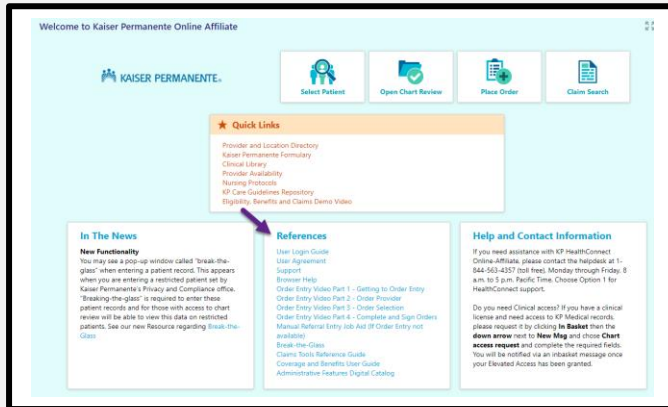 Welcome to Kaiser Permanente Online Affiliate
KAISER PERMANENTE®
Select Patient
Open Chart Review
Place Order
Claim Search
Quick Links
Provider and Location Directory
Kaiser Permanente Formulary
Clinical Library
Provider Availability
Nursing Protocols
KP Care Guidelines Repository
Eligibility, Benefits and Claims Demo Video
In The News
New Functionality
You may see a pop-up window called "break-the-
glass" when entering a patient record. This appears
when you are entering a restricted patient set by
Kaiser Permanente's Privacy and Compliance office.
"Breaking-the-glass" is required to enter these
patient records and for those with access to chart
review will be able to view this data on restricted
patients. See our new Resource regarding Break-the-
Glass
References
User Login Guide
User Agreement
Support
Browser Help
Order Entry Video Part 1 - Getting to Order Entry
Order Entry Video Part 2 - Order Provider
Order Entry Video Part 3 - Order Selection
Order Entry Video Part 4 - Complete and Sign Orders
Manual Referral Entry Job Aid (IP Order Entry not
available)
Break-the-Glass
Claims Tools Reference Guide
Coverage and Benefits User Guide
Administrative Features Digital Catalog
Help and Contact Information
If you need assistance with KP HealthConnect
Online-Affiliate, please contact the helpdesk at 1-
844-563-4357 (toll free), Monday through Friday, 8
a.m. to 5 p.m. Pacific Time. Choose Option 1 for
HealthConnect support.
Do you need Clinical access? If you have a clinical
license and need access to KP Medical records,
please request it by clicking In Basket then the
down arrow next to New Msg and chose Chart
access request and complete the required fields.
You will be notified via an inbasket message once
your Elevated Access has been granted.